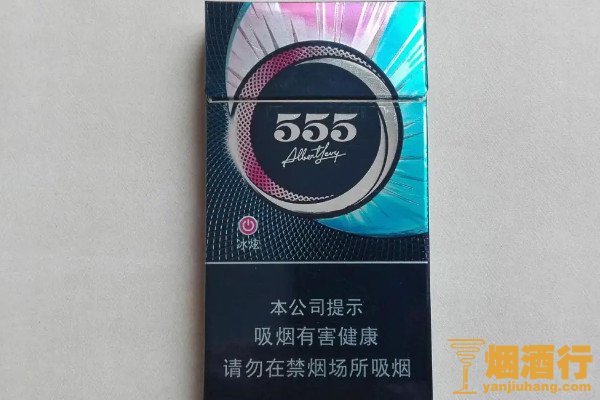 555
Albert Levy
冰炫
本公司提示
吸烟有害健康
请勿在禁烟场所吸烟
烟酒行
yanjiuhang.com